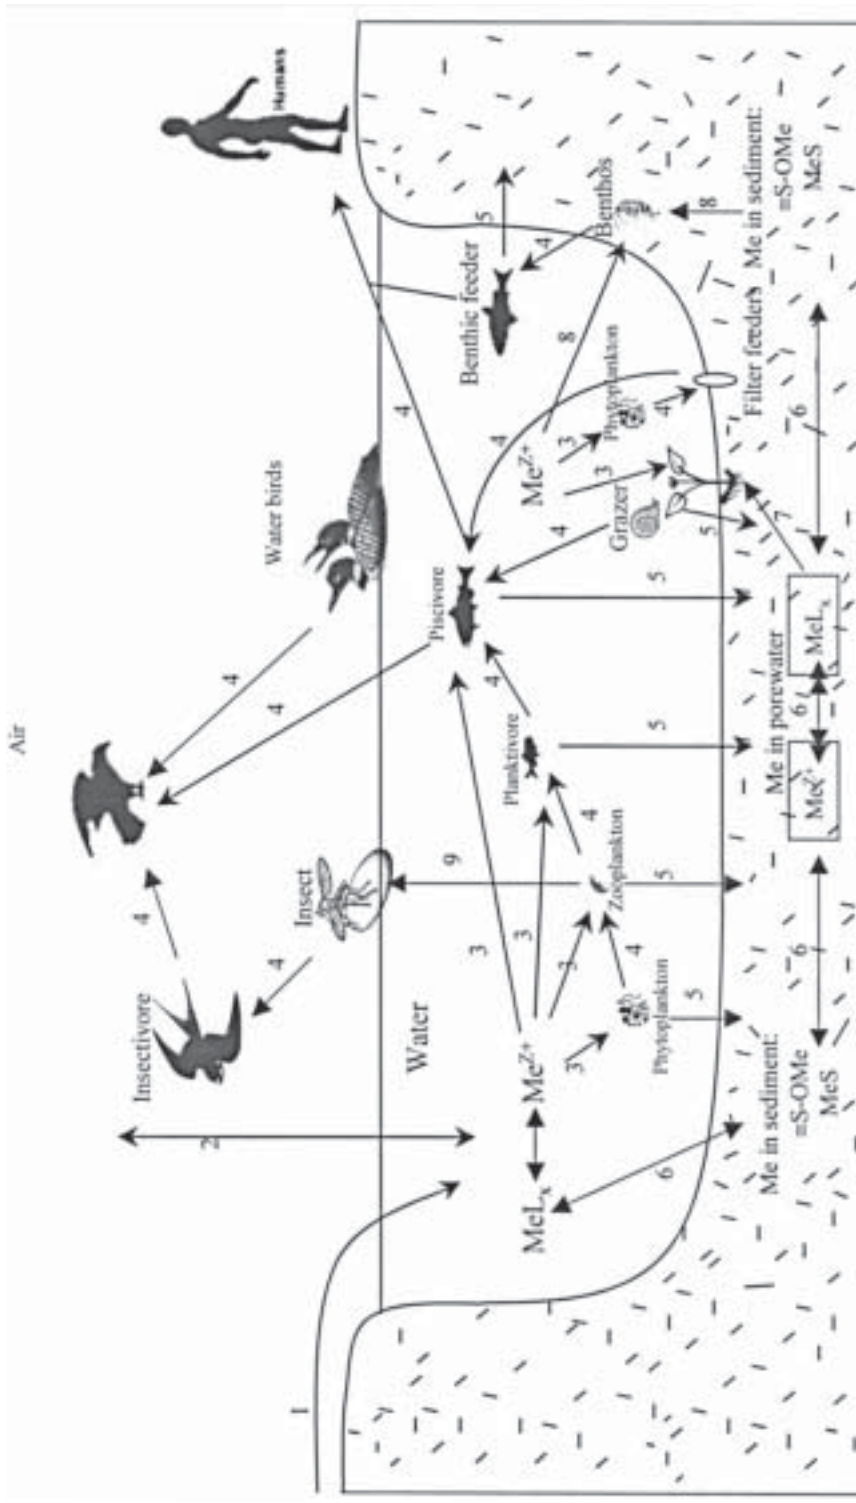 Air
Humans
Water birds
Insectivore
Insect
1
2
4
4
4
4
4
Water
Piscivore
Benthic feeder
Planktivore
Zooplankton
Phytoplankton
Grazer
Phytoplankton
Benthos
MeLx
Me^Z+
Me^Z+
3
3
3
3
4
4
4
9
4
4
3
3
4
8
4
5
5
5
5
5
5
6
7
8
Filter feeders
Me in sediment:
≡S-OMe
MeS
6
Me in porewater
Me^Z+
6
MeLx
6
Me in sediment:
≡S-OMe
MeS